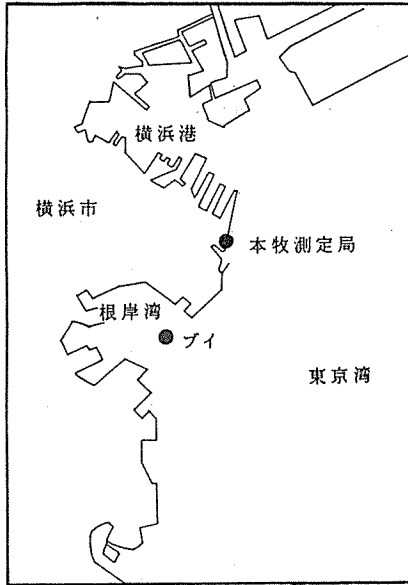 横浜港
横浜市
本牧測定局
根岸湾
ブイ
東京湾